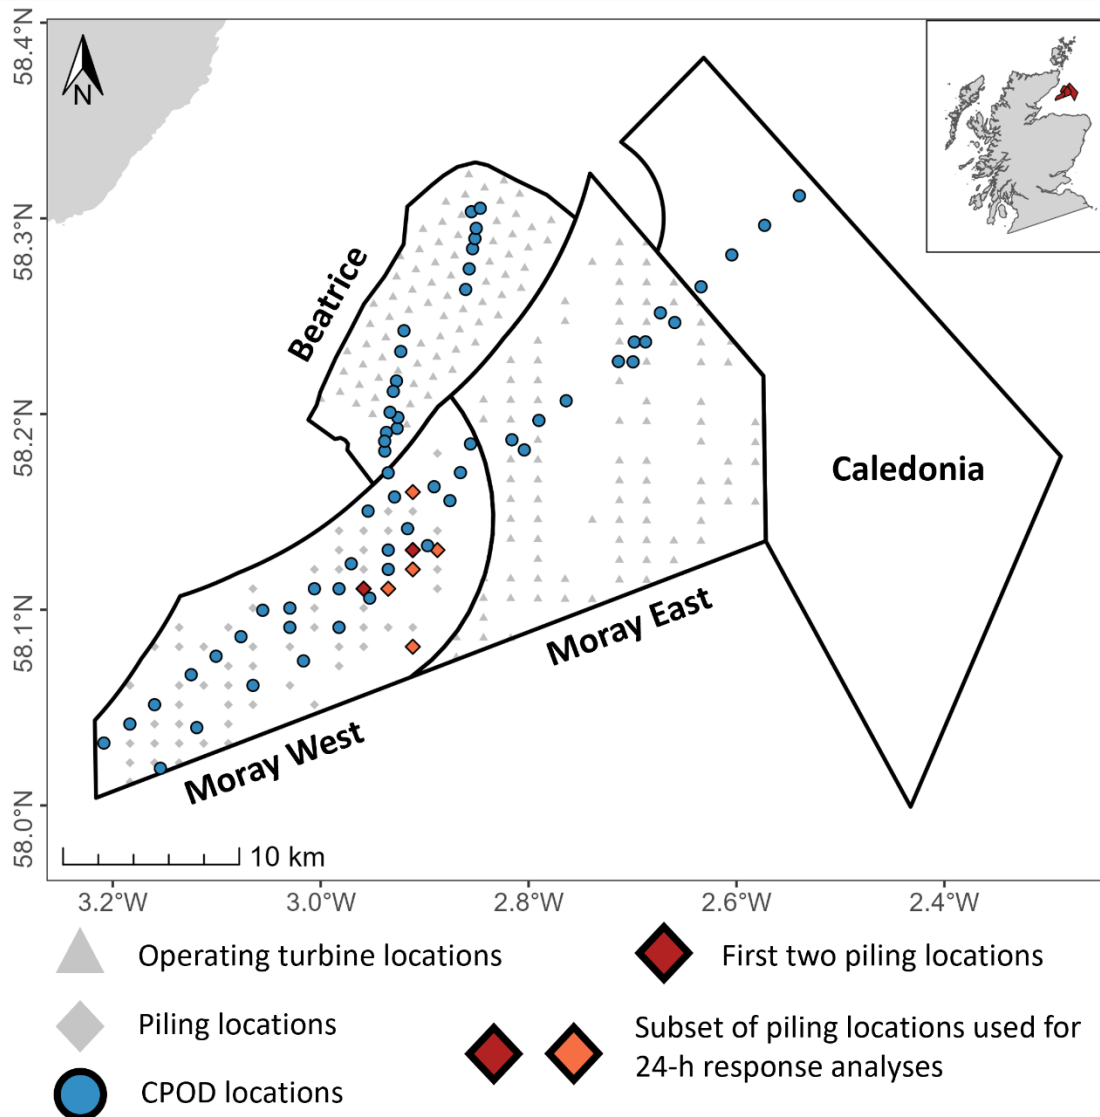 58.4°N
58.3°N
58.2°N
58.1°N
58.0°N
N
Beatrice
Caledonia
Moray East
Moray West
10 km
3.2°W 3.0°W 2.8°W 2.6°W 2.4°W
Operating turbine locations
First two piling locations
Piling locations
Subset of piling locations used for
24-h response analyses
CPOD locations